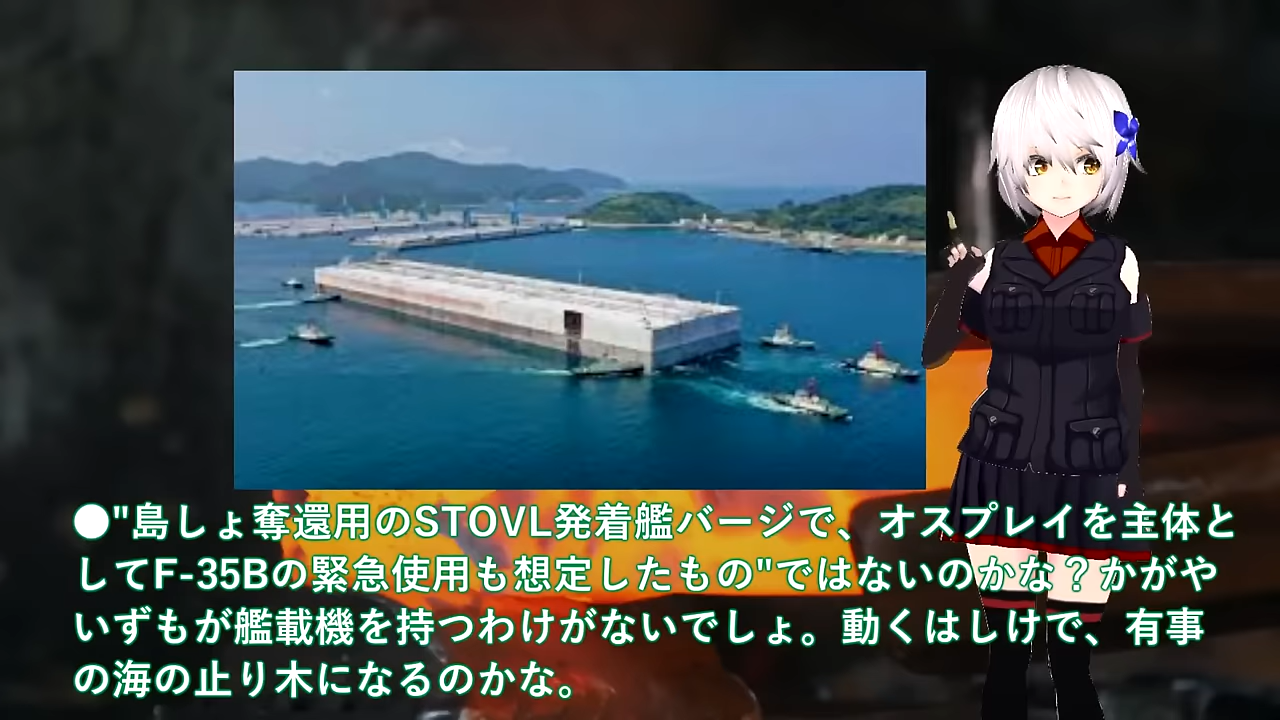 ●"島しょ奪還用のSTOVL発着艦バージで、オスプレイを主体と
してF-35Bの緊急使用も想定したもの"ではないのかな？かがや
いずもが艦載機を持つわけがないでしょ。動くはしけで、有事
の海の止り木になるのかな。